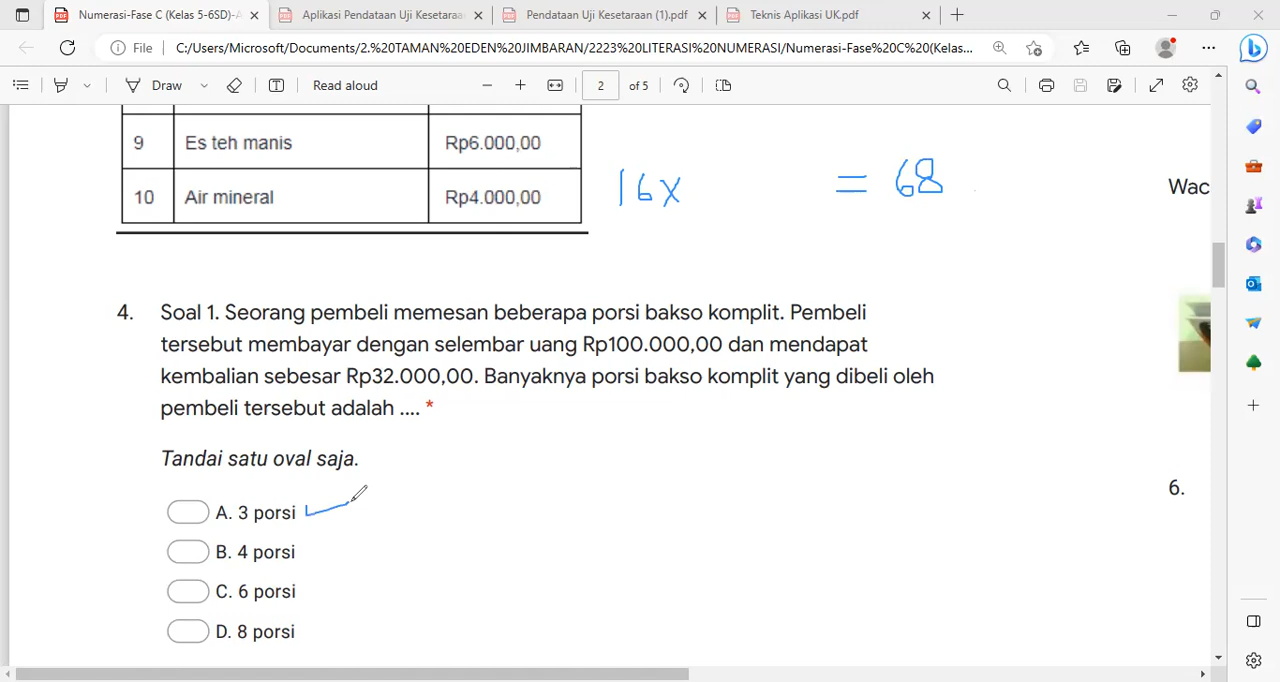 Numerasi-Fase C (Kelas 5-6SD)-A
Aplikasi Pendataan Uji Kesetaraa
Pendataan Uji Kesetaraan (1).pdf
Teknis Aplikasi UK.pdf
File
C:/Users/Microsoft/Documents/2.%20TAMAN%20EDEN%20JIMBARAN/2223%20LITERASI%20NUMERASI/Numerasi-Fase%20C%20(Kelas...
Draw
Read aloud
2 of 5
9 Es teh manis Rp6.000,00
10 Air mineral Rp4.000,00
16x = 68
Wac
4. Soal 1. Seorang pembeli memesan beberapa porsi bakso komplit. Pembeli
tersebut membayar dengan selembar uang Rp100.000,00 dan mendapat
kembalian sebesar Rp32.000,00. Banyaknya porsi bakso komplit yang dibeli oleh
pembeli tersebut adalah .... *
Tandai satu oval saja.
6.
A. 3 porsi
B. 4 porsi
C. 6 porsi
D. 8 porsi